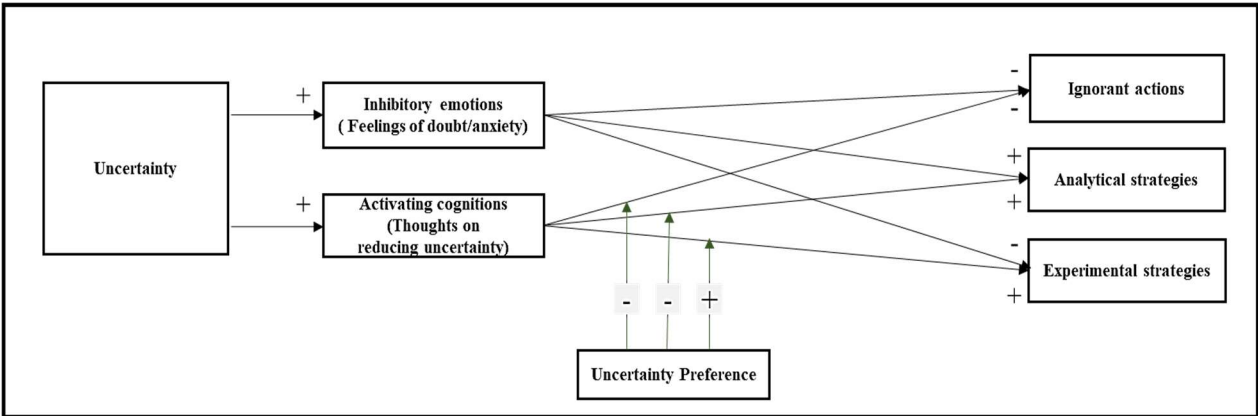 Uncertainty
+
Inhibitory emotions
( Feelings of doubt/anxiety)
+
Activating cognitions
(Thoughts on
reducing uncertainty)
-
-
Ignorant actions
+
+
Analytical strategies
-
+
Experimental strategies
- - +
Uncertainty Preference